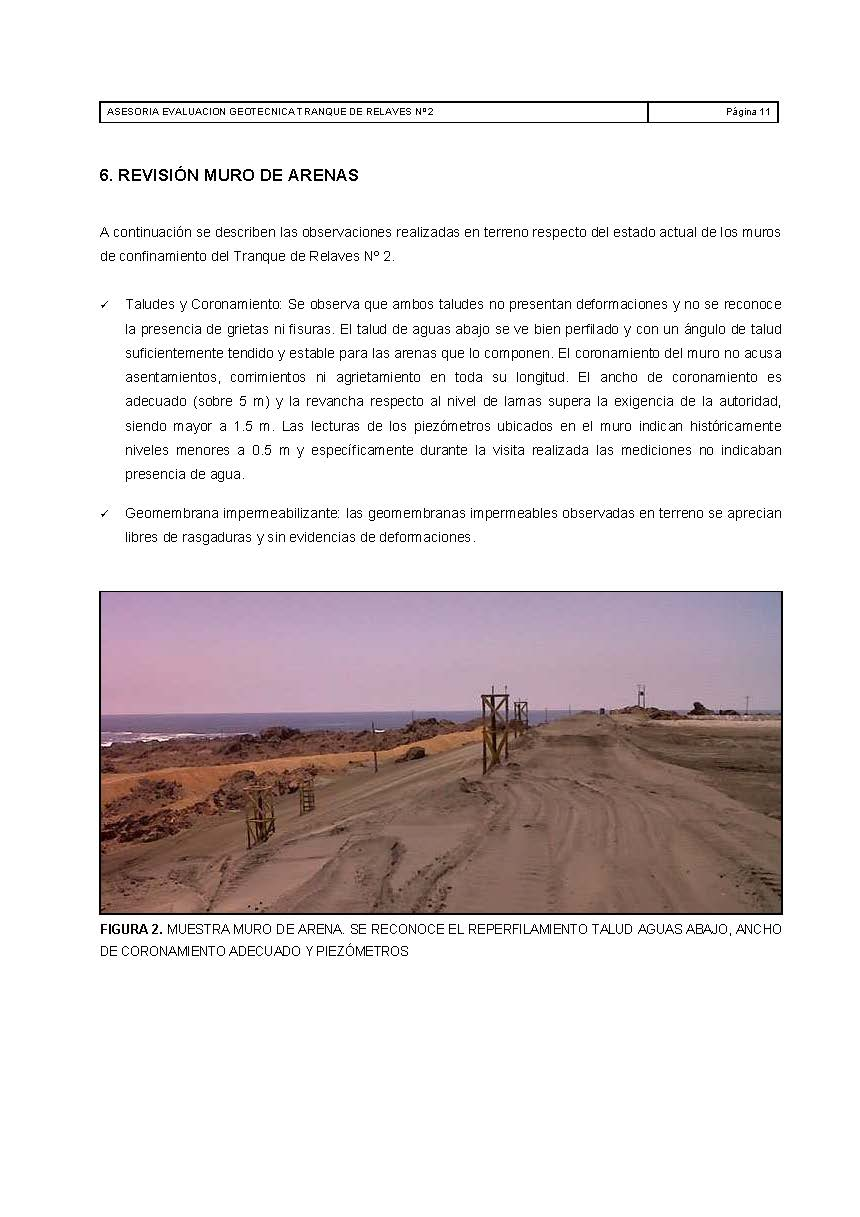 ASESORIA EVALUACION GEOTECNICA TRANQUE DE RELAVES Nº2 Página 11
6. REVISIÓN MURO DE ARENAS
A continuación se describen las observaciones realizadas en terreno respecto del estado actual de los muros
de confinamiento del Tranque de Relaves Nº 2.
✓ Taludes y Coronamiento: Se observa que ambos taludes no presentan deformaciones y no se reconoce
la presencia de grietas ni fisuras. El talud de aguas abajo se ve bien perfilado y con un ángulo de talud
suficientemente tendido y estable para las arenas que lo componen. El coronamiento del muro no acusa
asentamientos, corrimientos ni agrietamiento en toda su longitud. El ancho de coronamiento es
adecuado (sobre 5 m) y la revancha respecto al nivel de lamas supera la exigencia de la autoridad,
siendo mayor a 1.5 m. Las lecturas de los piezómetros ubicados en el muro indican históricamente
niveles menores a 0.5 m y específicamente durante la visita realizada las mediciones no indicaban
presencia de agua.
✓ Geomembrana impermeabilizante: las geomembranas impermeables observadas en terreno se aprecian
libres de rasgaduras y sin evidencias de deformaciones.
FIGURA 2. MUESTRA MURO DE ARENA. SE RECONOCE EL REPERFILAMIENTO TALUD AGUAS ABAJO, ANCHO
DE CORONAMIENTO ADECUADO Y PIEZÓMETROS